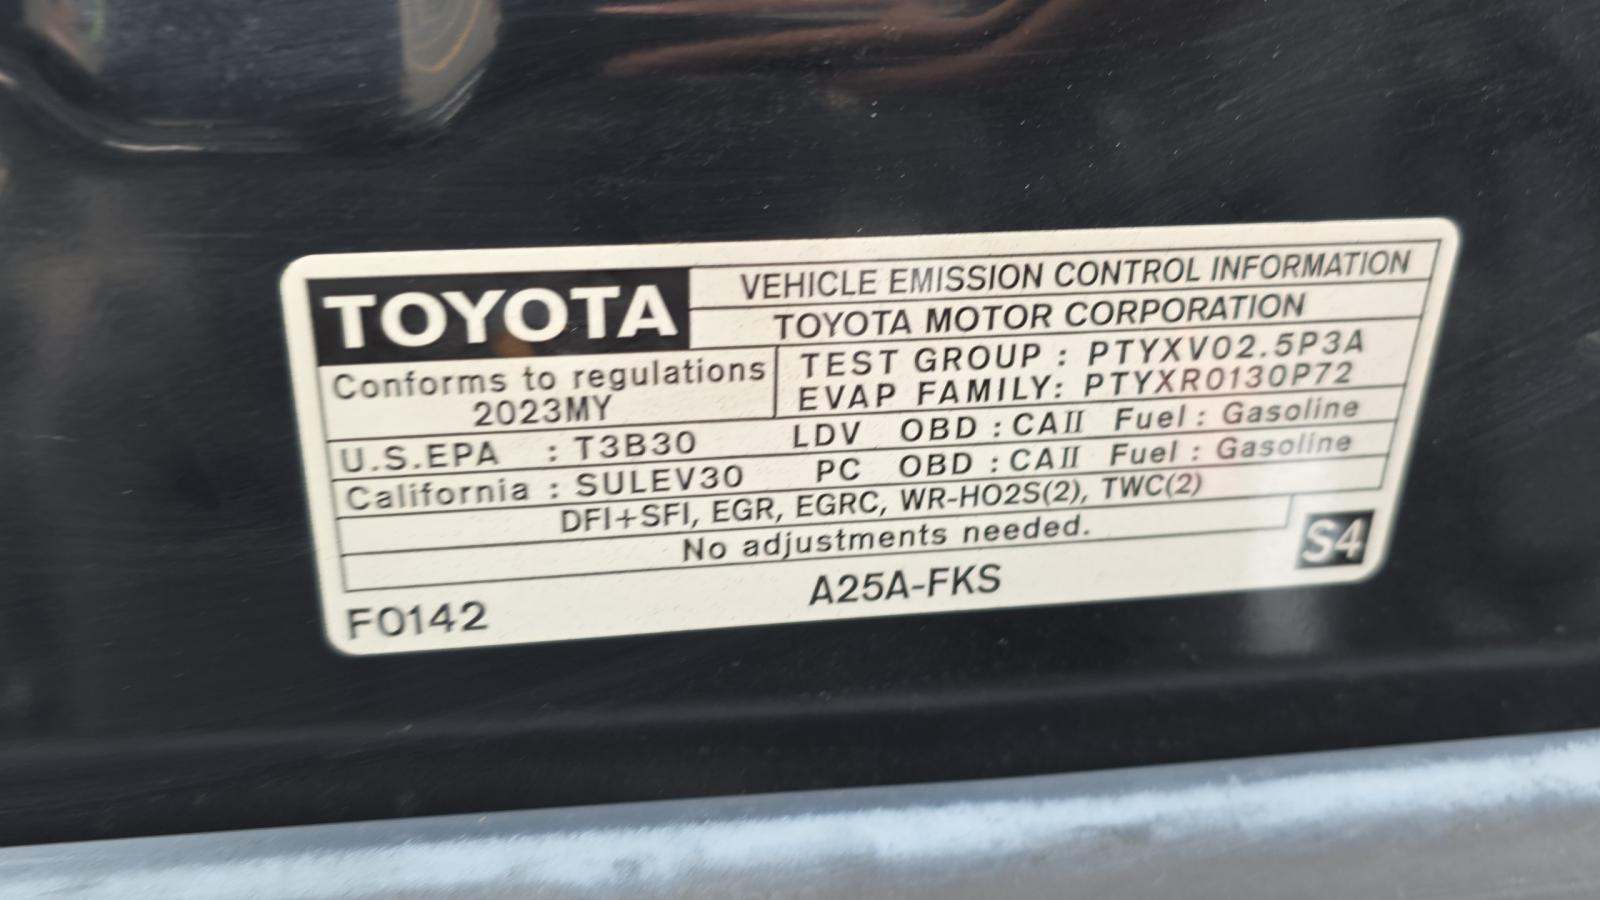 TOYOTA
VEHICLE EMISSION CONTROL INFORMATION
TOYOTA MOTOR CORPORATION
Conforms to regulations
2023MY
TEST GROUP : PTYXV02.5P3A
EVAP FAMILY: PTYXR0130P72
U.S.EPA : T3B30 LDV OBD : CAII Fuel : Gasoline
California : SULEV30 PC OBD : CAII Fuel : Gasoline
DFI+SFI, EGR, EGRC, WR-HO2S(2), TWC(2)
No adjustments needed.
S4
F0142 A25A-FKS